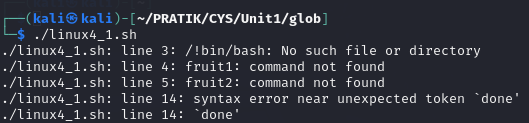 ┌──(kali㉿kali)-[~/PRATIK/CYS/Unit1/glob]
└─$ ./linux4_1.sh
./linux4_1.sh: line 3: /!bin/bash: No such file or directory
./linux4_1.sh: line 4: fruit1: command not found
./linux4_1.sh: line 5: fruit2: command not found
./linux4_1.sh: line 14: syntax error near unexpected token `done'
./linux4_1.sh: line 14: `done'